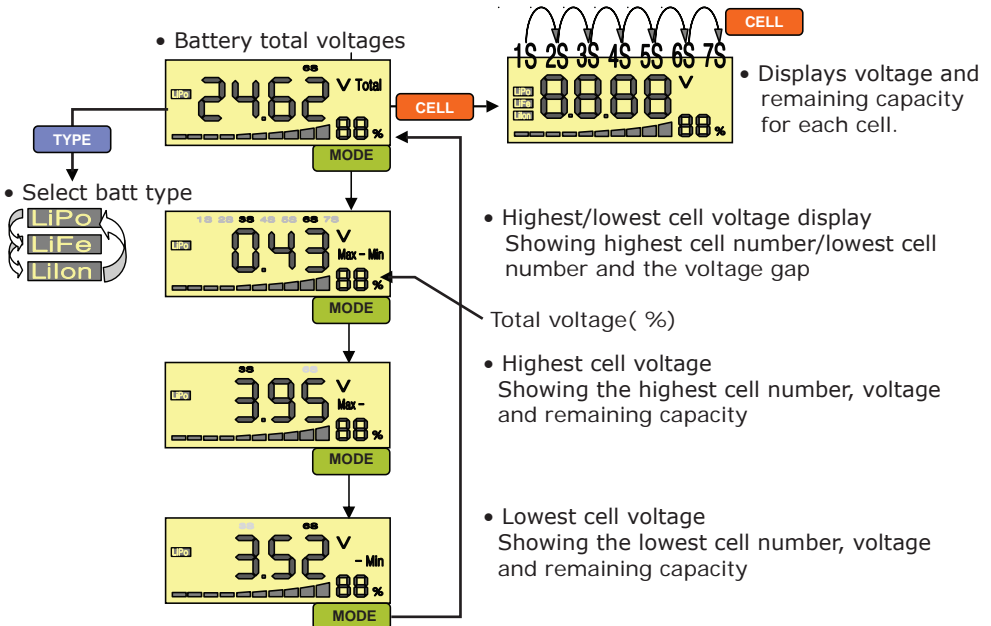 • Battery total voltages
6S
LiPo
24.62 V Total
88 %
CELL
CELL
1S 2S 3S 4S 5S 6S 7S
LiPo
LiFe
LiIon
8.8.8.8 V
88 %
• Displays voltage and
remaining capacity
for each cell.
TYPE
MODE
• Select batt type
LiPo
LiFe
LiIon
1S 2S 3S 4S 5S 6S 7S
LiPo
0.43 V
Max - Min
88 %
MODE
• Highest/lowest cell voltage display
Showing highest cell number/lowest cell
number and the voltage gap
Total voltage( %)
3S 6S
LiPo
3.95 V
Max -
88 %
MODE
• Highest cell voltage
Showing the highest cell number, voltage
and remaining capacity
3S 6S
LiPo
3.52 V
- Min
88 %
MODE
• Lowest cell voltage
Showing the lowest cell number, voltage
and remaining capacity